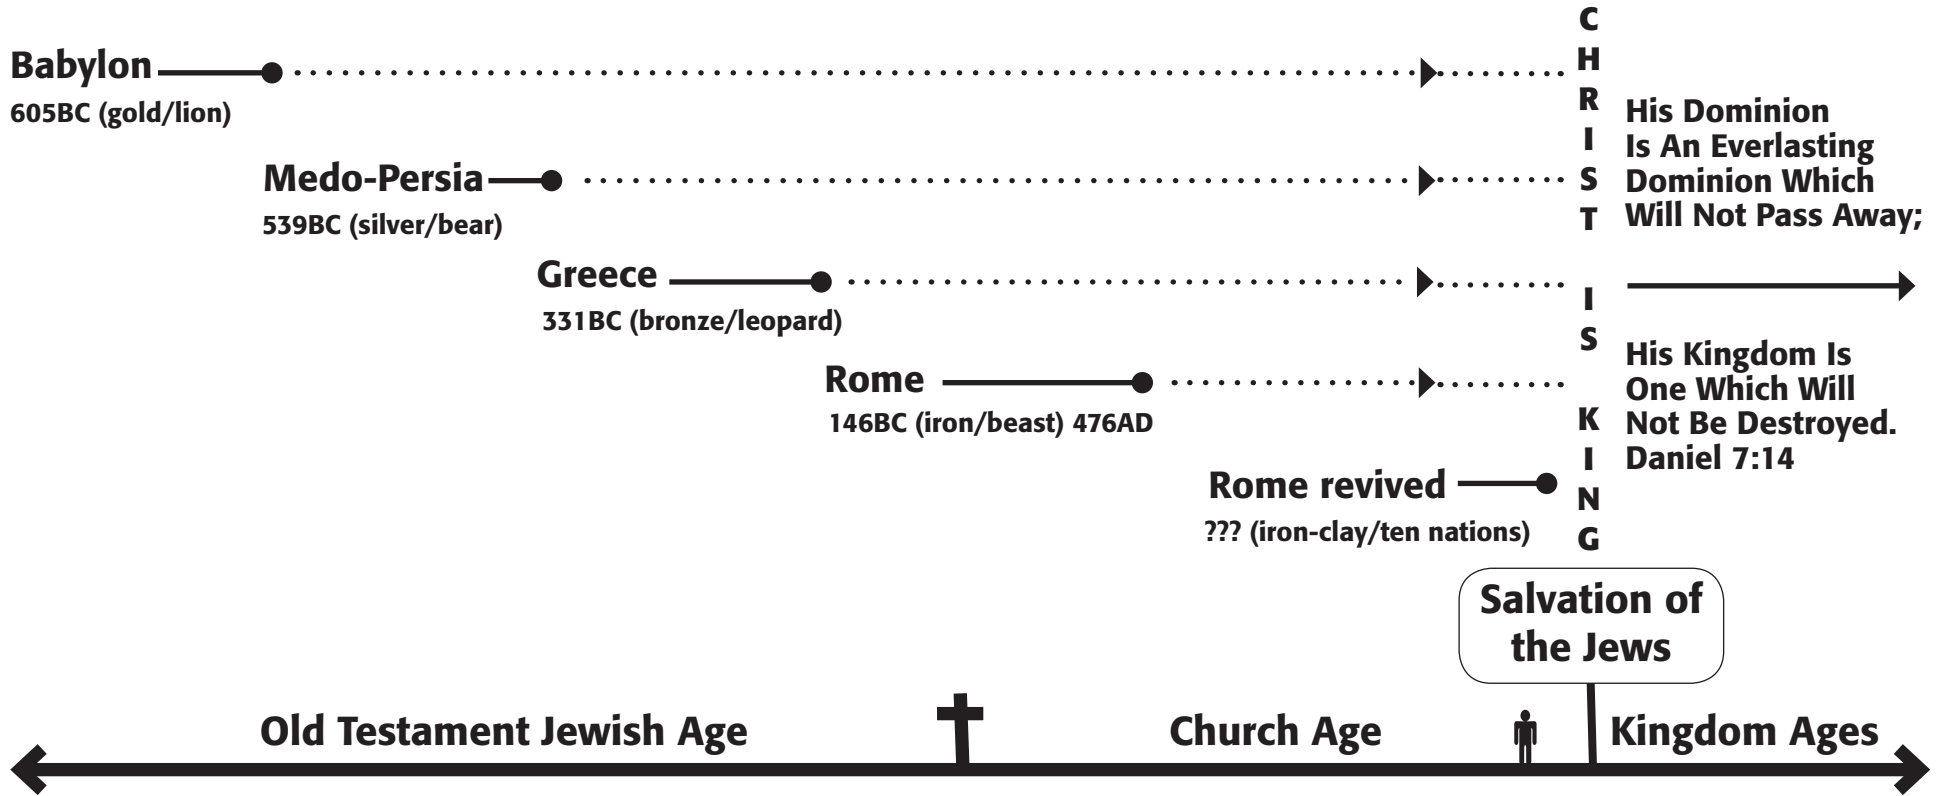 Babylon
605BC (gold/lion)
Medo-Persia
539BC (silver/bear)
Greece
331BC (bronze/leopard)
Rome
146BC (iron/beast) 476AD
Rome revived
??? (iron-clay/ten nations)
CHRIST
IS
KING
His Dominion
Is An Everlasting
Dominion Which
Will Not Pass Away;
His Kingdom Is
One Which Will
Not Be Destroyed.
Daniel 7:14
Salvation of
the Jews
Old Testament Jewish Age
Church Age
Kingdom Ages